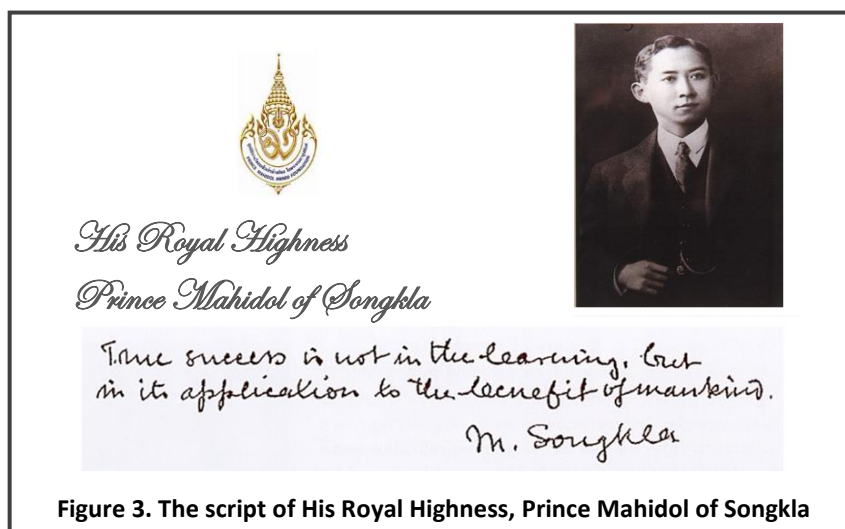 His Royal Highness
Prince Mahidol of Songkla
True success is not in the learning, but
in its application to the benefit of mankind.
M. Songkla
Figure 3. The script of His Royal Highness, Prince Mahidol of Songkla